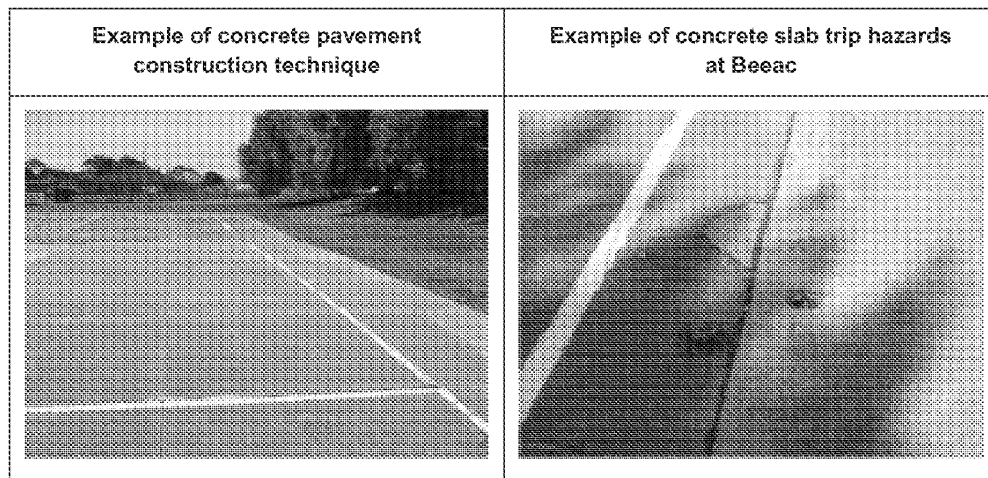 Example of concrete pavement
construction technique
Example of concrete slab trip hazards
at Beeac